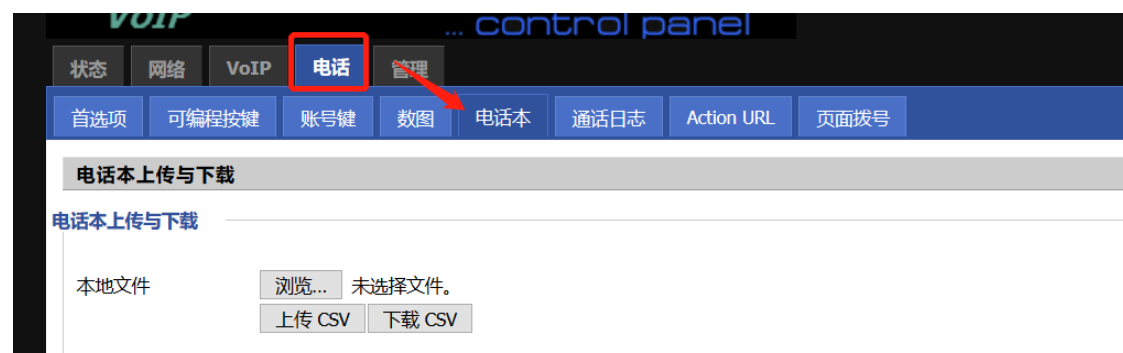 VOIP ... control panel
状态 网络 VoIP 电话 管理
首选项 可编程按键 账号键 数图 电话本 通话日志 Action URL 页面拨号
电话本上传与下载
电话本上传与下载
本地文件 浏览... 未选择文件。
上传 CSV 下载 CSV